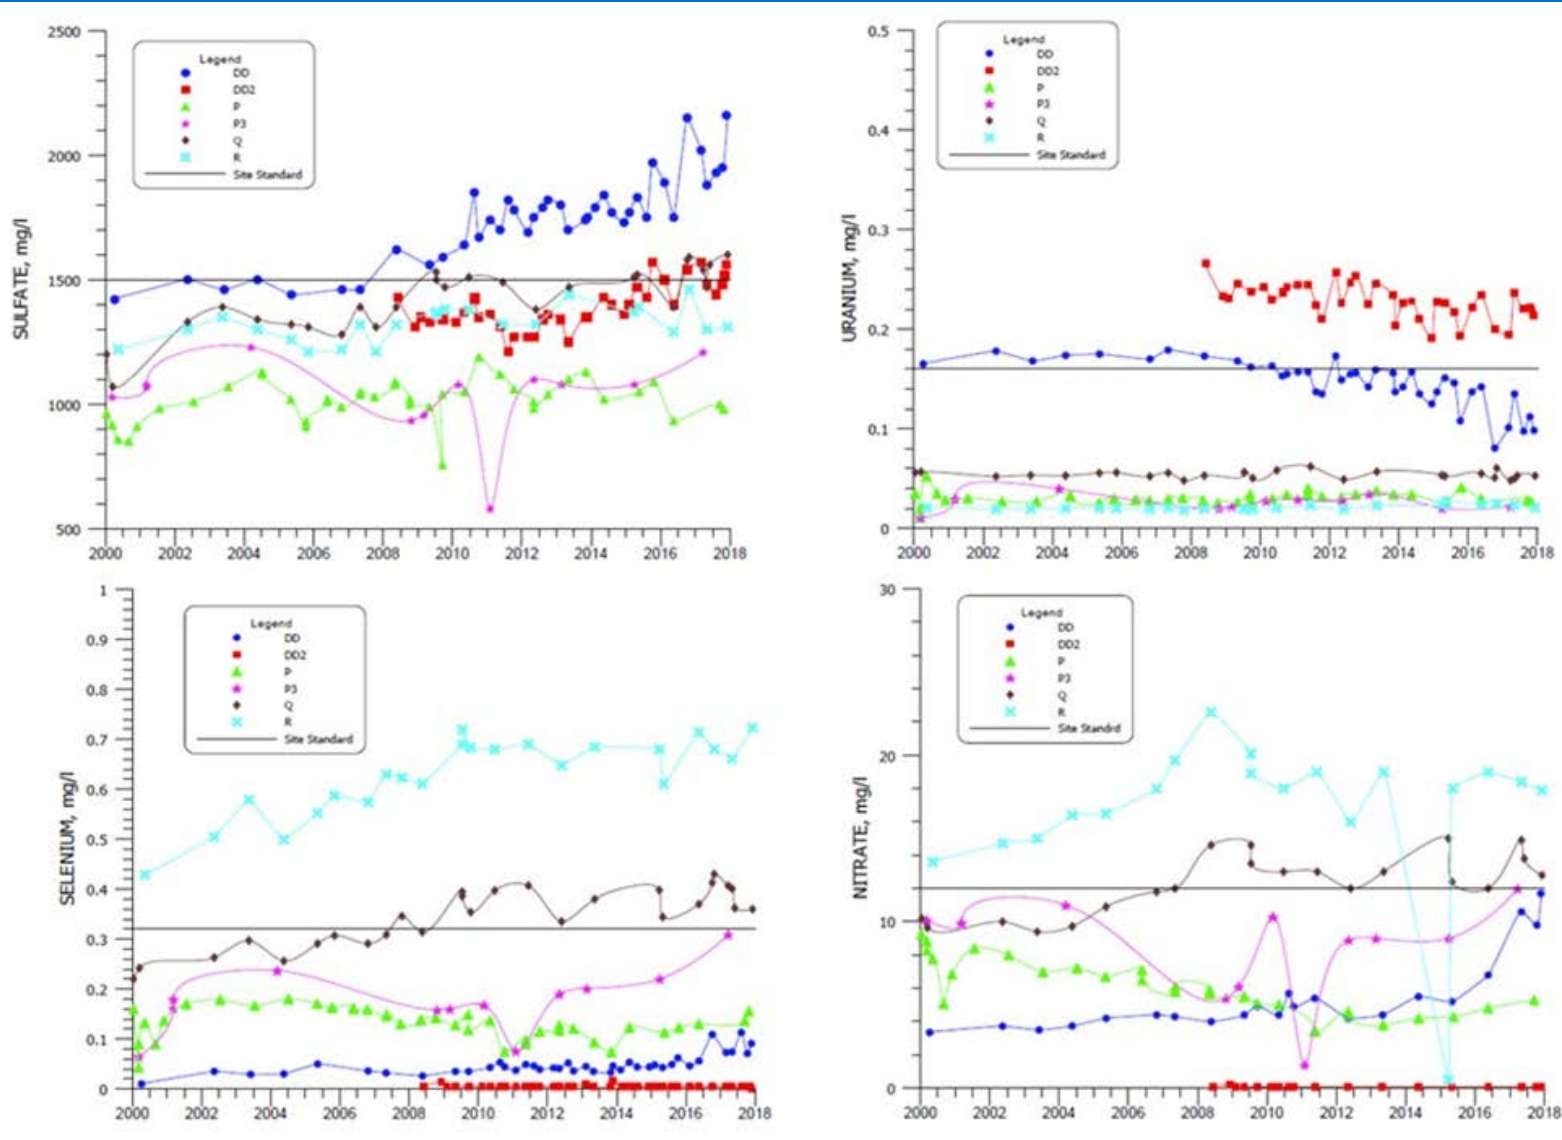 2500
2000
1500
1000
500
SULFATE, mg/l
Legend
DD
DD2
P
P3
Q
R
Site Standard
2000 2002 2004 2006 2008 2010 2012 2014 2016 2018
0.5
0.4
0.3
0.2
0.1
0
URANIUM, mg/l
Legend
DD
DD2
P
P3
Q
R
Site Standard
2000 2002 2004 2006 2008 2010 2012 2014 2016 2018
1
0.9
0.8
0.7
0.6
0.5
0.4
0.3
0.2
0.1
0
SELENIUM, mg/l
Legend
DD
DD2
P
P3
Q
R
Site Standard
2000 2002 2004 2006 2008 2010 2012 2014 2016 2018
30
20
10
0
NITRATE, mg/l
Legend
DD
DD2
P
P3
Q
R
Site Standrd
2000 2002 2004 2006 2008 2010 2012 2014 2016 2018